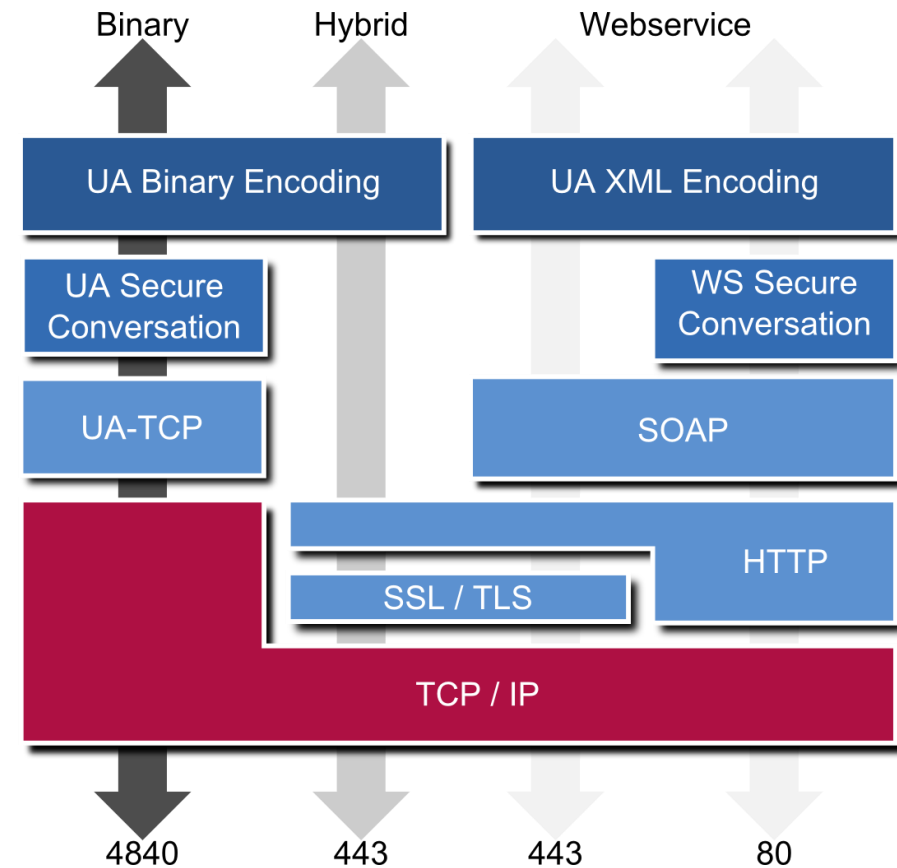 Binary Hybrid Webservice
UA Binary Encoding UA XML Encoding
UA Secure
Conversation
WS Secure
Conversation
UA-TCP SOAP
HTTP
SSL / TLS
TCP / IP
4840 443 443 80